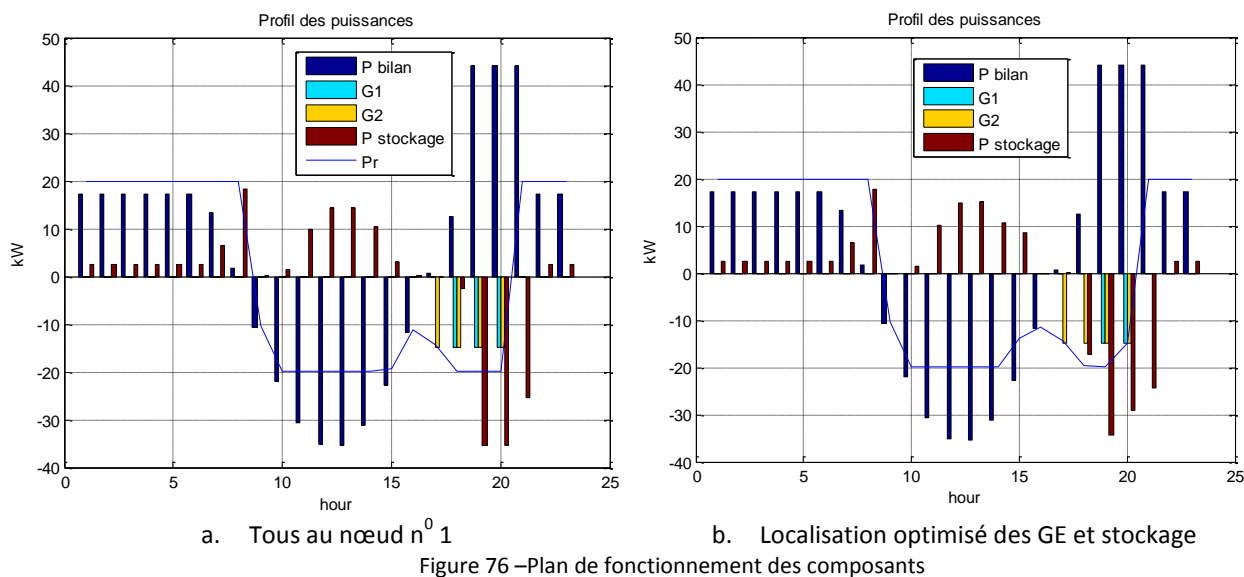 Profil des puissances
50
40
30
20
10
0
-10
-20
-30
-40
kW
0 5 10 15 20 25
hour
P bilan
G1
G2
P stockage
Pr
a. Tous au nœud n⁰ 1
Profil des puissances
50
40
30
20
10
0
-10
-20
-30
-40
kW
0 5 10 15 20 25
hour
P bilan
G1
G2
P stockage
b. Localisation optimisé des GE et stockage
Figure 76 –Plan de fonctionnement des composants